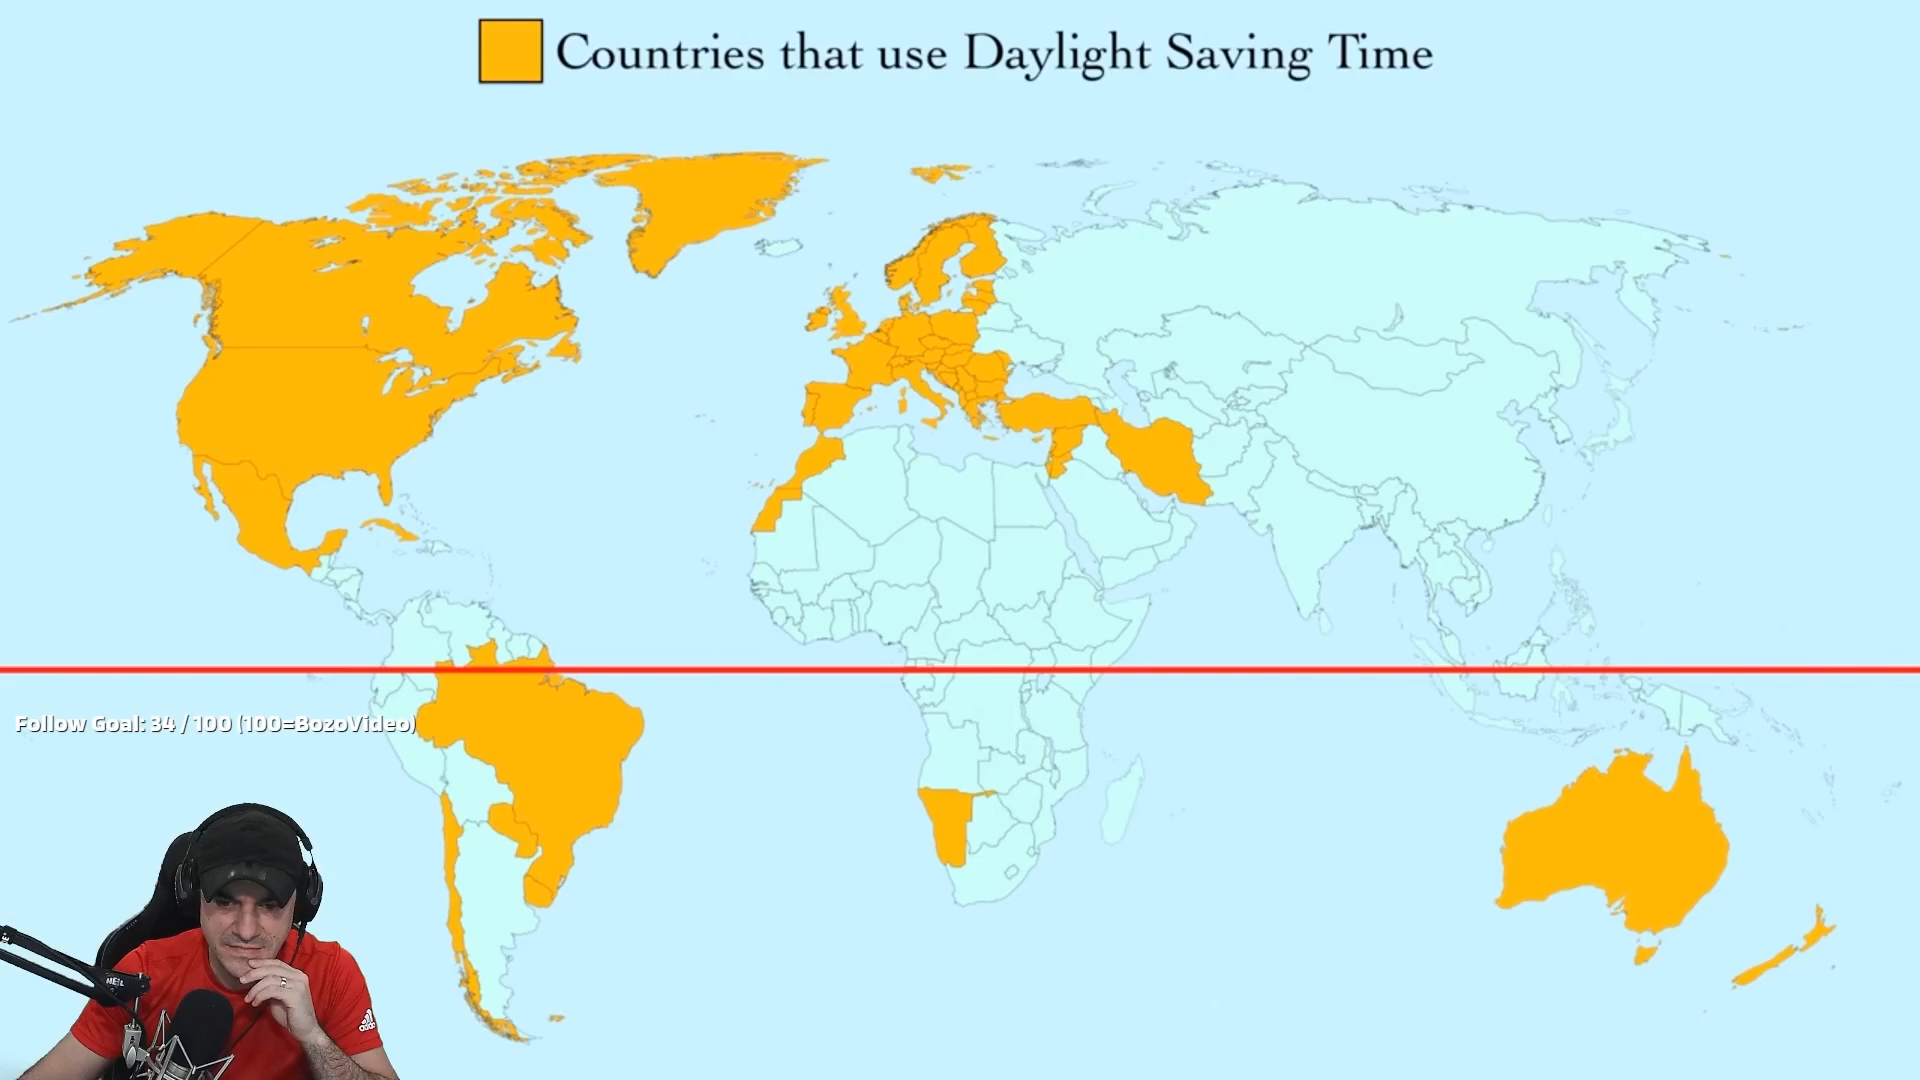 Countries that use Daylight Saving Time
Follow Goal: 34 / 100 (100=BozoVideo)